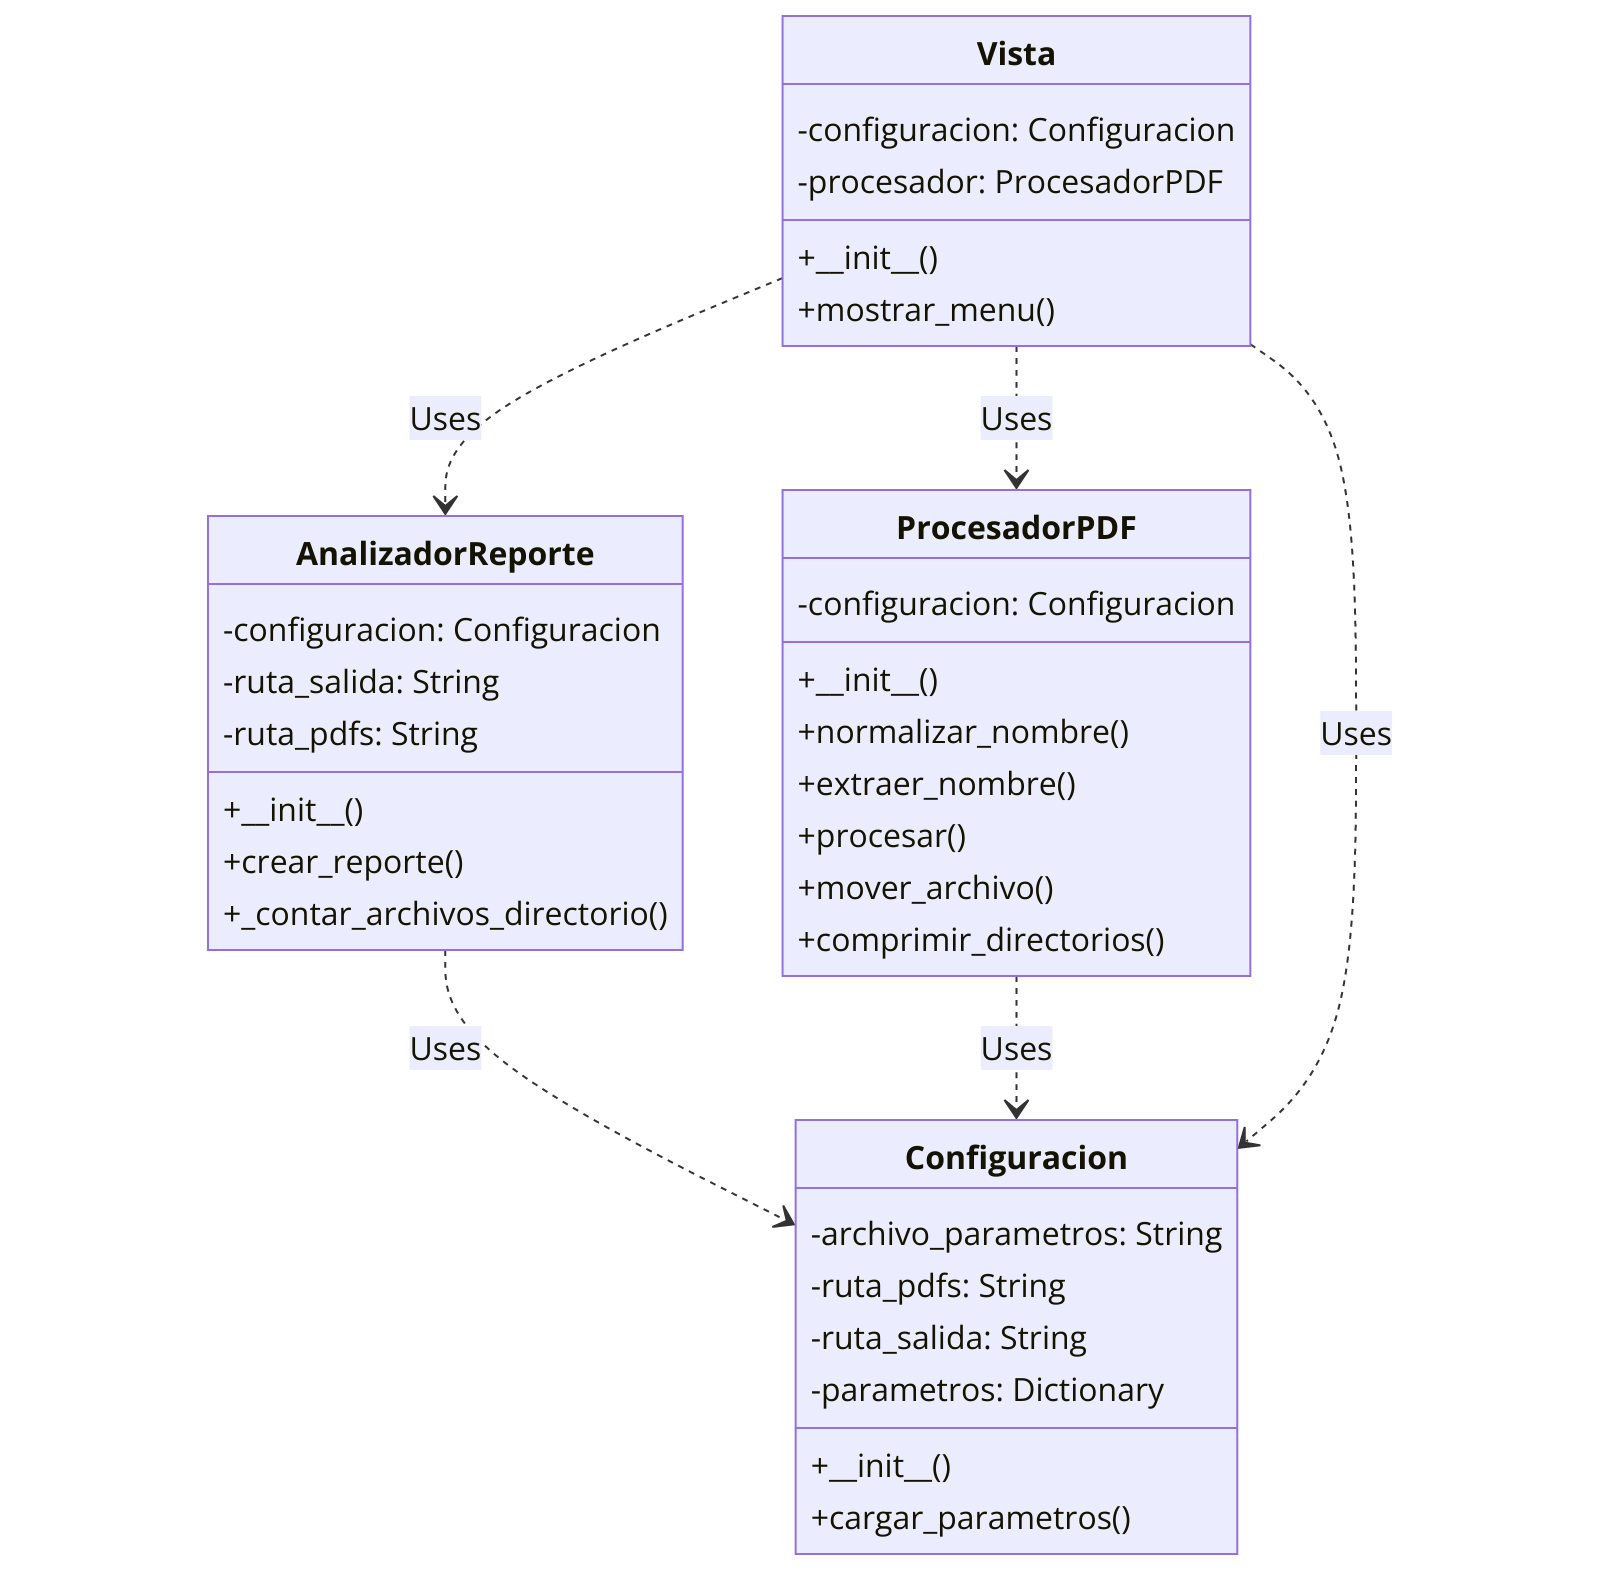 Vista
-configuracion: Configuracion
-procesador: ProcesadorPDF
+__init__()
+mostrar_menu()
Uses
Uses
AnalizadorReporte
-configuracion: Configuracion
-ruta_salida: String
-ruta_pdfs: String
+__init__()
+crear_reporte()
+_contar_archivos_directorio()
ProcesadorPDF
-configuracion: Configuracion
+__init__()
+normalizar_nombre()
+extraer_nombre()
+procesar()
+mover_archivo()
+comprimir_directorios()
Uses
Uses
Uses
Configuracion
-archivo_parametros: String
-ruta_pdfs: String
-ruta_salida: String
-parametros: Dictionary
+__init__()
+cargar_parametros()